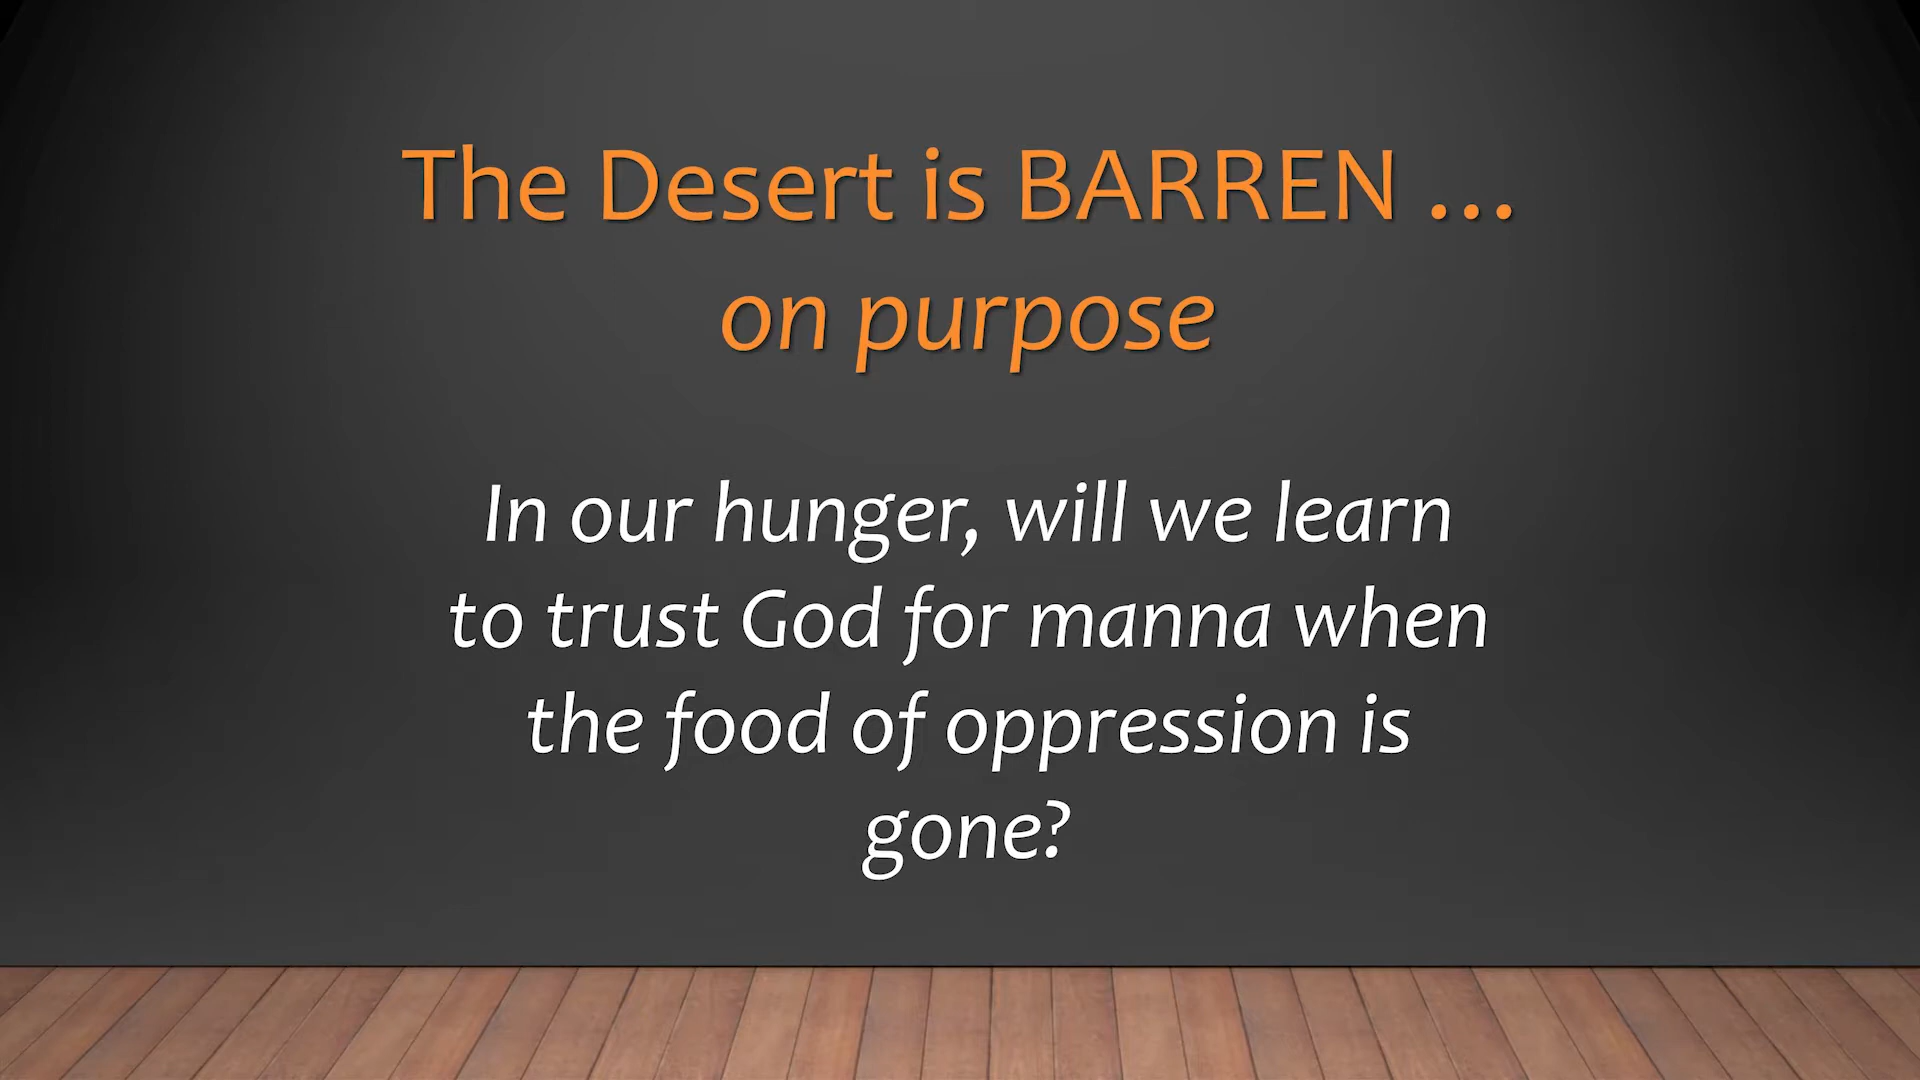 The Desert is BARREN ...
on purpose
In our hunger, will we learn
to trust God for manna when
the food of oppression is
gone?